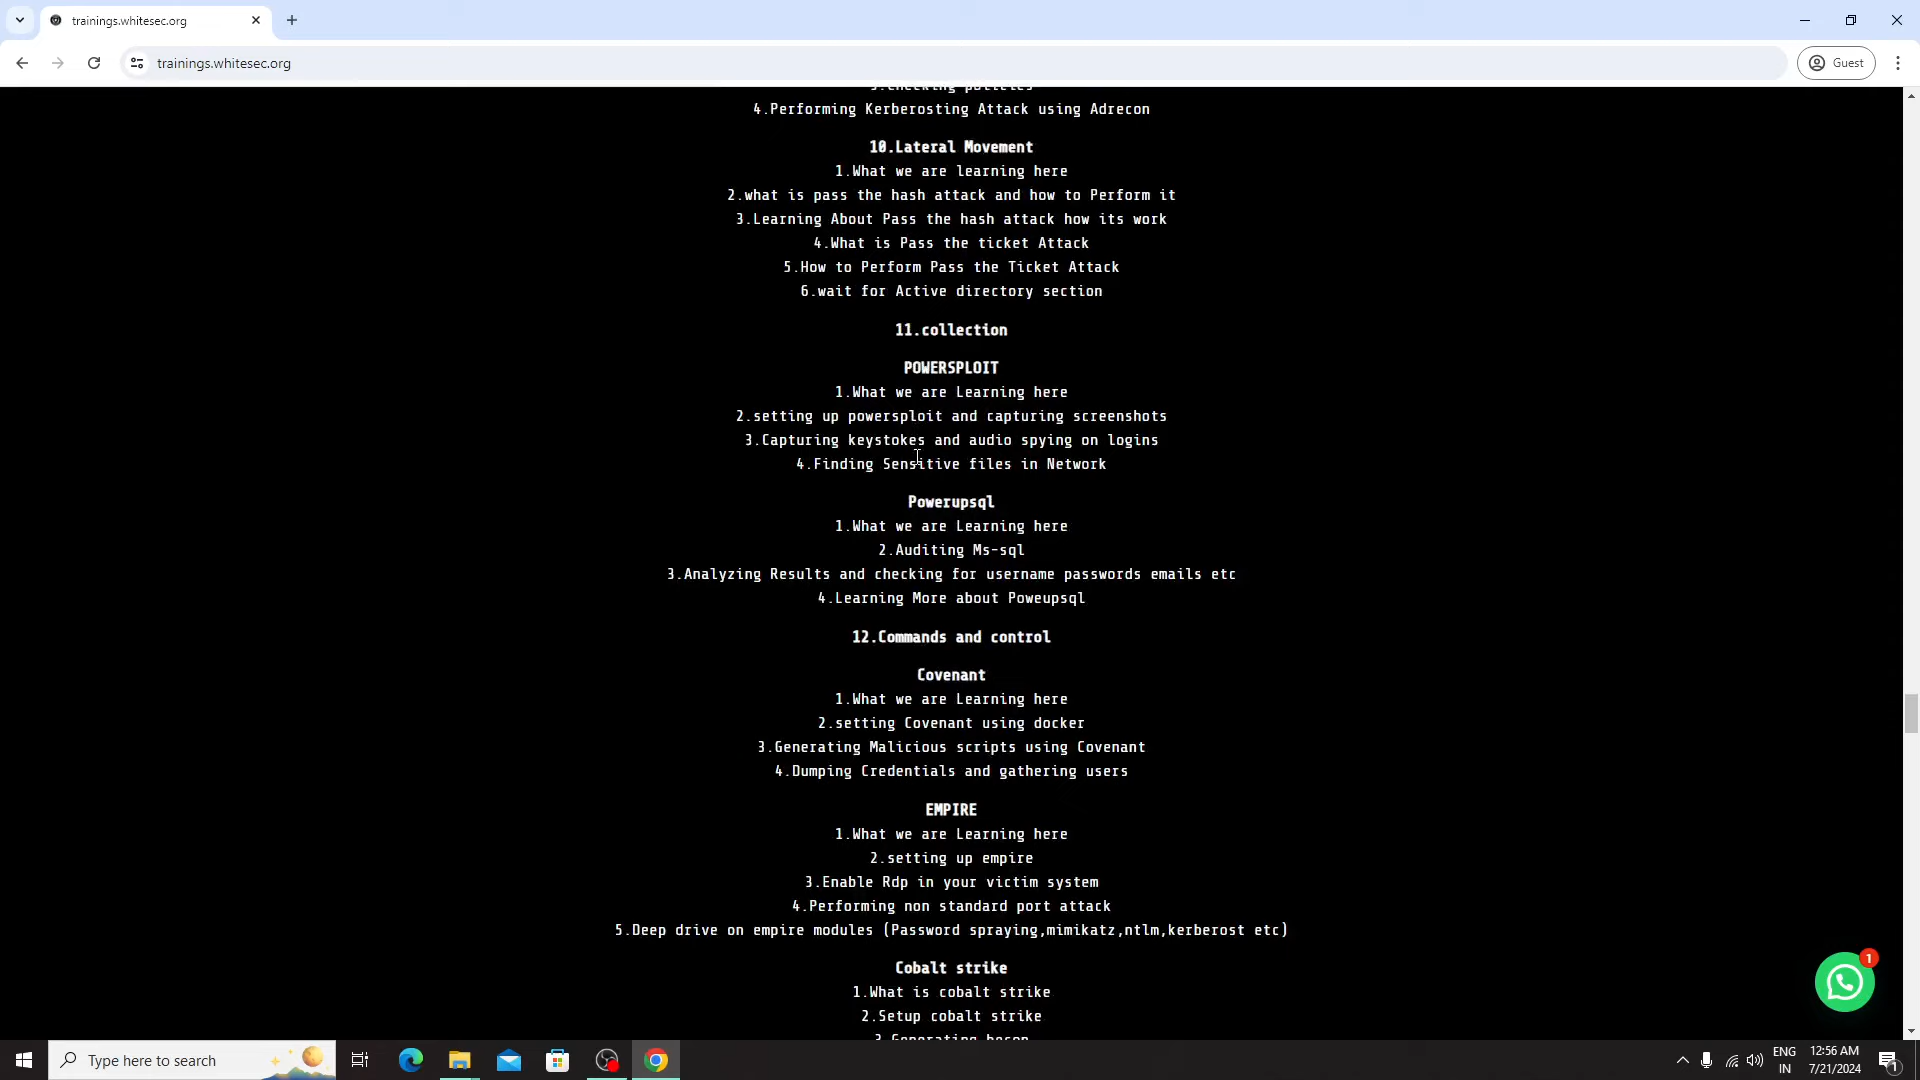 trainings.whitesec.org
trainings.whitesec.org
Guest
4.Performing Kerberosting Attack using Adrecon
10.Lateral Movement
1.What we are learning here
2.what is pass the hash attack and how to Perform it
3.Learning About Pass the hash attack how its work
4.What is Pass the ticket Attack
5.How to Perform Pass the Ticket Attack
6.wait for Active directory section
11.collection
POWERSPLOIT
1.What we are Learning here
2.setting up powersploit and capturing screenshots
3.Capturing keystokes and audio spying on logins
4.Finding Sensitive files in Network
Powerupsql
1.What we are Learning here
2.Auditing Ms-sql
3.Analyzing Results and checking for username passwords emails etc
4.Learning More about Poweupsql
12.Commands and control
Covenant
1.What we are Learning here
2.setting Covenant using docker
3.Generating Malicious scripts using Covenant
4.Dumping Credentials and gathering users
EMPIRE
1.What we are Learning here
2.setting up empire
3.Enable Rdp in your victim system
4.Performing non standard port attack
5.Deep drive on empire modules (Password spraying,mimikatz,ntlm,kerberost etc)
Cobalt strike
1.What is cobalt strike
2.Setup cobalt strike
1
Type here to search
ENG
IN
12:56 AM
7/21/2024
1